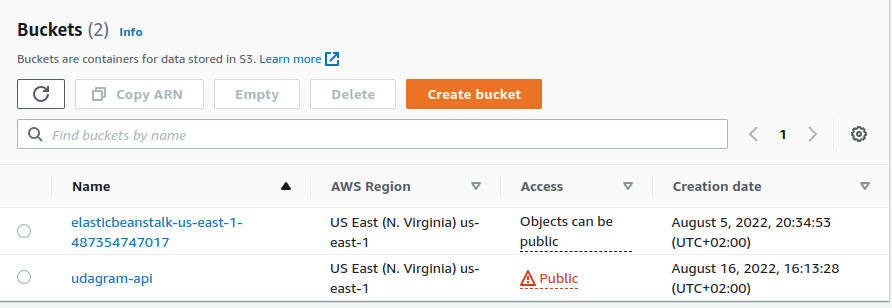 Buckets (2) Info
Buckets are containers for data stored in S3. Learn more
Copy ARN Empty Delete Create bucket
Find buckets by name
1
Name AWS Region Access Creation date
elasticbeanstalk-us-east-1-
487354747017
US East (N. Virginia) us-
east-1
Objects can be
public
August 5, 2022, 20:34:53
(UTC+02:00)
udagram-api
US East (N. Virginia) us-
east-1
Public
August 16, 2022, 16:13:28
(UTC+02:00)